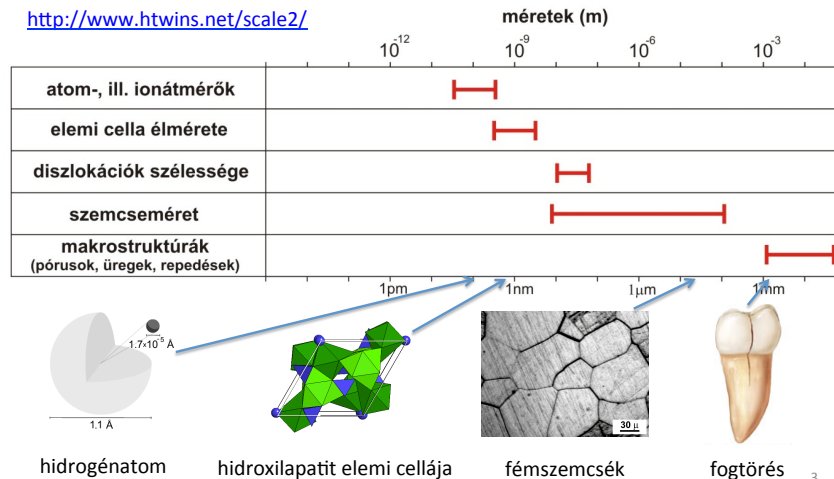 http://www.htwins.net/scale2/
méretek (m)
10⁻¹² 10⁻⁹ 10⁻⁶ 10⁻³
atom-, ill. ionátmérők
elemi cella élmérete
diszlokációk szélessége
szemcseméret
makrostruktúrák
(pórusok, üregek, repedések)
1pm 1nm 1μm 1mm
1.7×10⁻⁵ Å
1.1 Å
30 μ
hidrogénatom hidroxilapatit elemi cellája fémszemcsék fogtörés
3